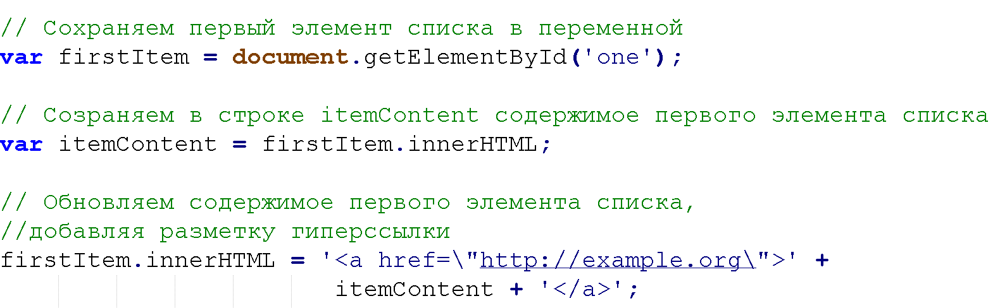 // Сохраняем первый элемент списка в переменной
var firstItem = document.getElementById('one');
// Созраняем в строке itemContent содержимое первого элемента списка
var itemContent = firstItem.innerHTML;
// Обновляем содержимое первого элемента списка,
//добавляя разметку гиперссылки
firstItem.innerHTML = '<a href=\"http://example.org\">' +
itemContent + '</a>';